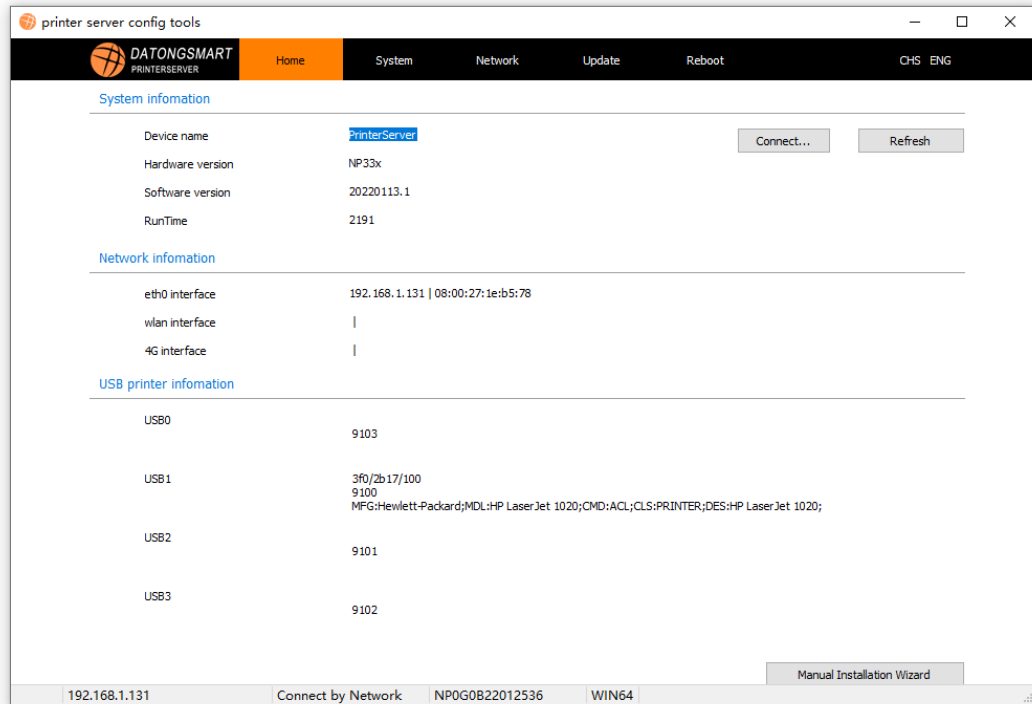 printer server config tools
DATONGSMART
PRINTERSERVER
Home System Network Update Reboot CHS ENG
System infomation
Device name PrinterServer Connect... Refresh
Hardware version NP33x
Software version 20220113.1
RunTime 2191
Network infomation
eth0 interface 192.168.1.131 | 08:00:27:1e:b5:78
wlan interface |
4G interface |
USB printer infomation
USB0
9103
USB1 3f0/2b17/100
9100
MFG:Hewlett-Packard;MDL:HP LaserJet 1020;CMD:ACL;CLS:PRINTER;DES:HP LaserJet 1020;
USB2
9101
USB3
9102
Manual Installation Wizard
192.168.1.131 Connect by Network NP0G0B22012536 WIN64